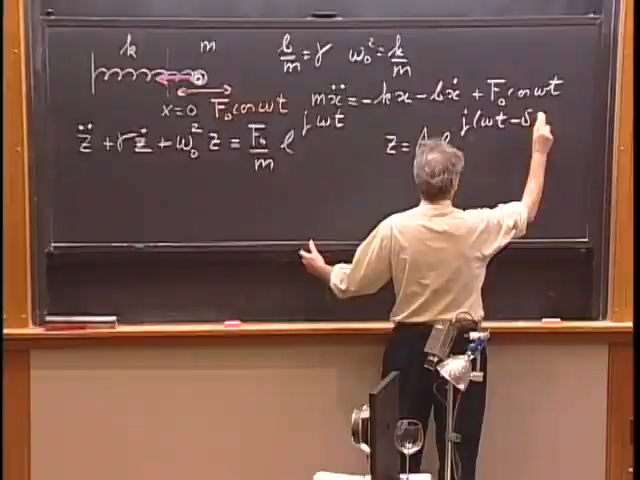 k m b/m = γ ω₀² = k/m
x=0 F₀ cos ωt mẍ = -kx - bẋ + F₀ cos ωt
z̈ + γż + ω₀² z = F₀/m e^{jωt} z = A e^{j(ωt-δ